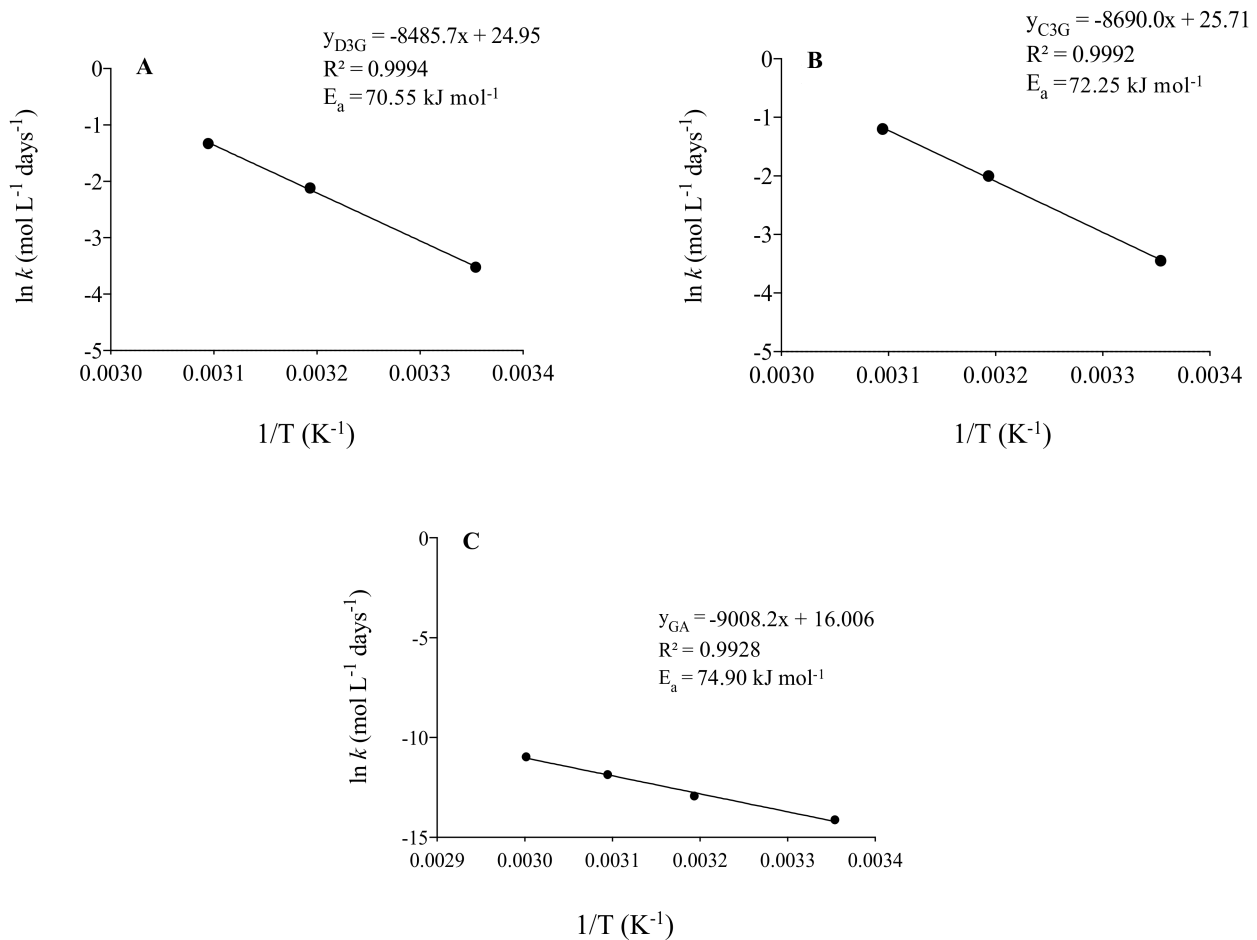 A
y_D3G = -8485.7x + 24.95
R² = 0.9994
E_a = 70.55 kJ mol⁻¹
ln k (mol L⁻¹ days⁻¹)
0
-1
-2
-3
-4
-5
0.0030 0.0031 0.0032 0.0033 0.0034
1/T (K⁻¹)
B
y_C3G = -8690.0x + 25.71
R² = 0.9992
E_a = 72.25 kJ mol⁻¹
ln k (mol L⁻¹ days⁻¹)
0
-1
-2
-3
-4
-5
0.0030 0.0031 0.0032 0.0033 0.0034
1/T (K⁻¹)
C
y_GA = -9008.2x + 16.006
R² = 0.9928
E_a = 74.90 kJ mol⁻¹
ln k (mol L⁻¹ days⁻¹)
0
-5
-10
-15
0.0029 0.0030 0.0031 0.0032 0.0033 0.0034
1/T (K⁻¹)